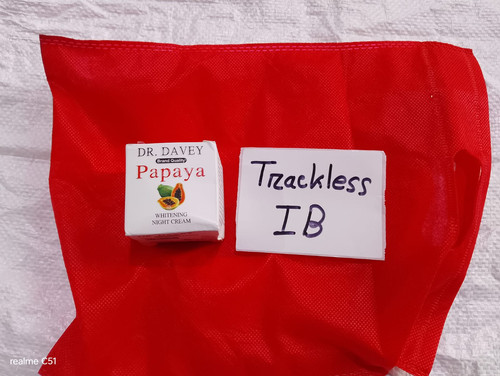 DR. DAVEY
Brand Quality
Papaya
WHITENING
NIGHT CREAM
Trackless
IB
realme C51